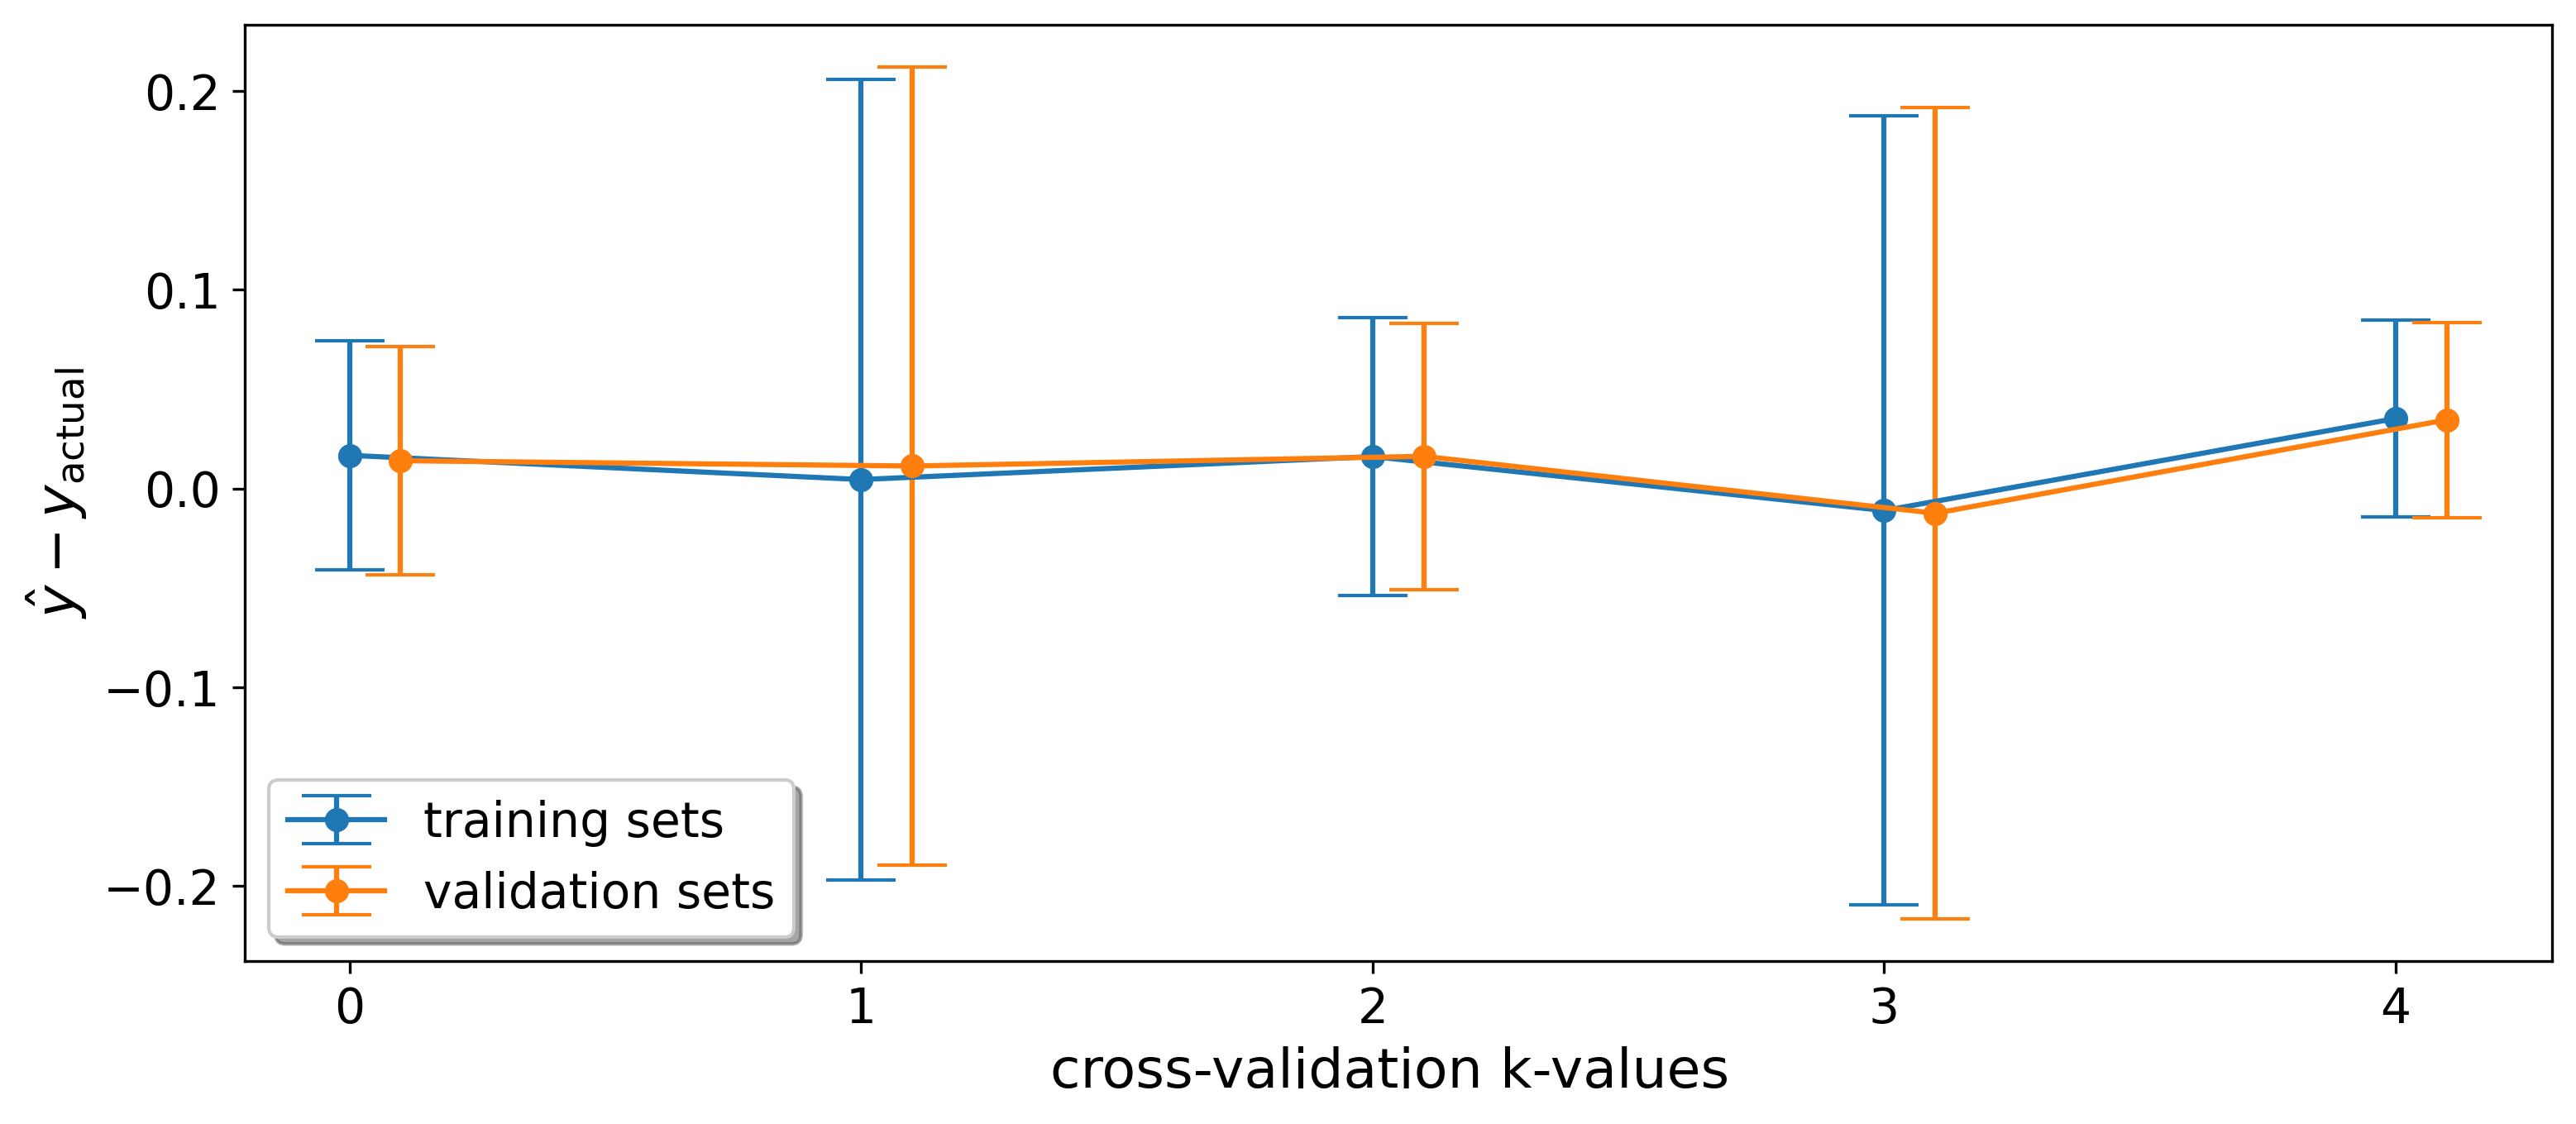 0.2
0.1
0.0
−0.1
−0.2
ŷ − y_actual
training sets
validation sets
0 1 2 3 4
cross-validation k-values